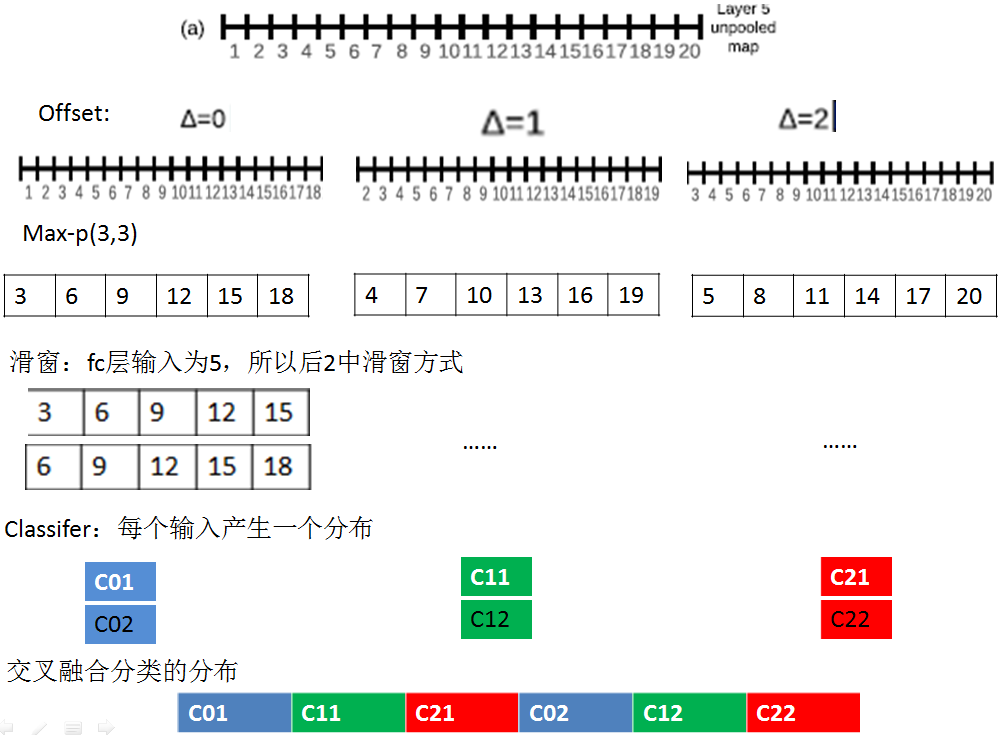 (a)
1 2 3 4 5 6 7 8 9 10 11 12 13 14 15 16 17 18 19 20
Layer 5
unpooled
map
Offset:
Δ=0
Δ=1
Δ=2
1 2 3 4 5 6 7 8 9 10 11 12 13 14 15 16 17 18
2 3 4 5 6 7 8 9 10 11 12 13 14 15 16 17 18 19
3 4 5 6 7 8 9 10 11 12 13 14 15 16 17 18 19 20
Max-p(3,3)
3 6 9 12 15 18
4 7 10 13 16 19
5 8 11 14 17 20
滑窗：fc层输入为5，所以后2中滑窗方式
3 6 9 12 15
6 9 12 15 18
……
……
Classifer：每个输入产生一个分布
C01
C02
C11
C12
C21
C22
交叉融合分类的分布
C01 C11 C21 C02 C12 C22